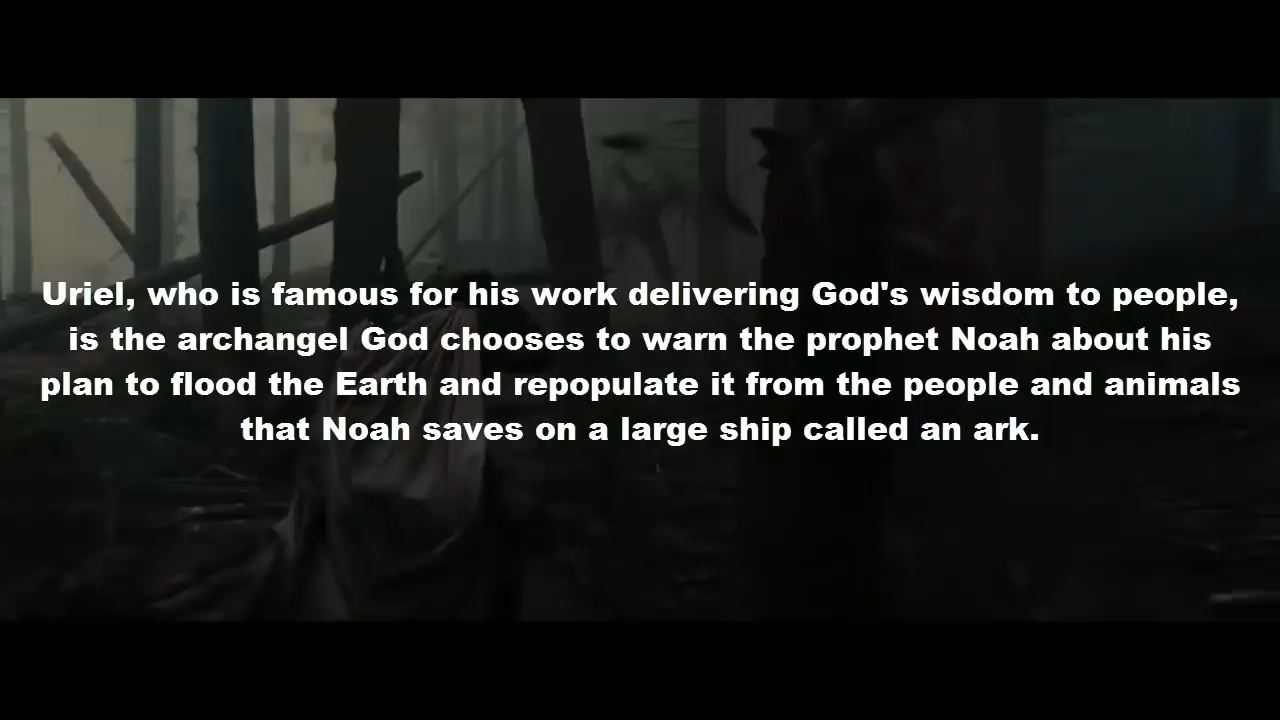 Uriel, who is famous for his work delivering God's wisdom to people,
is the archangel God chooses to warn the prophet Noah about his
plan to flood the Earth and repopulate it from the people and animals
that Noah saves on a large ship called an ark.